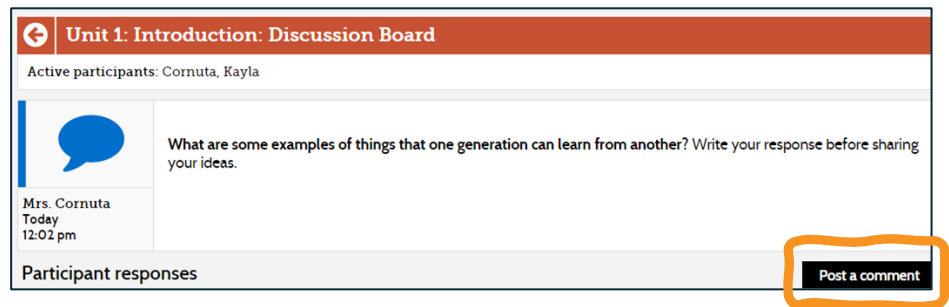 Unit 1: Introduction: Discussion Board
Active participants: Cornuta, Kayla
What are some examples of things that one generation can learn from another? Write your response before sharing
your ideas.
Mrs. Cornuta
Today
12:02 pm
Participant responses
Post a comment